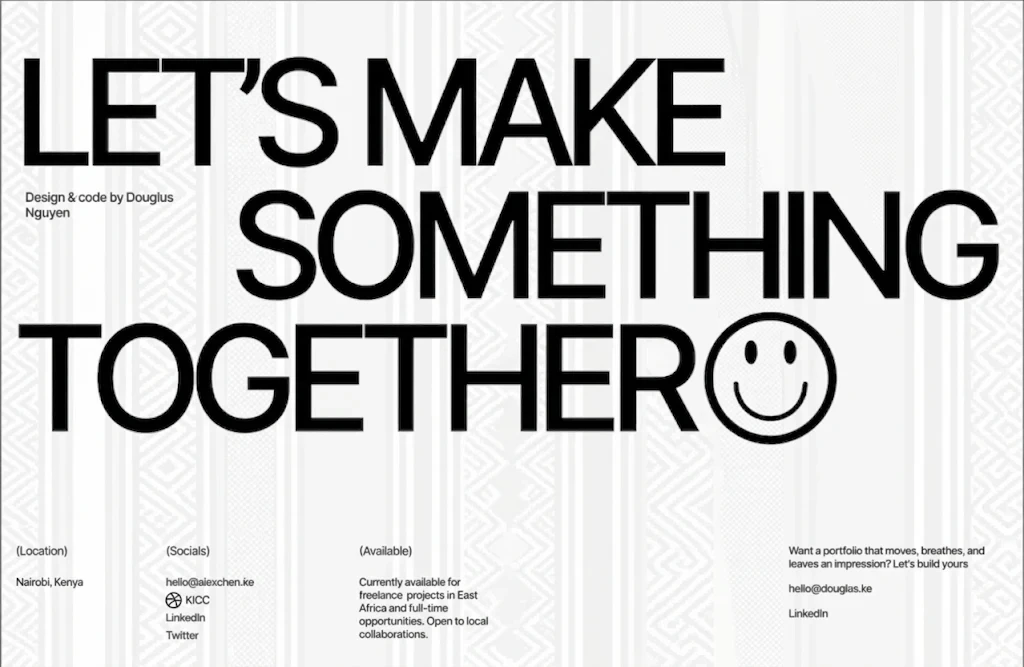 LET'S MAKE
Design & code by Douglus
Nguyen
SOMETHING
TOGETHER
(Location)
Nairobi, Kenya
(Socials)
hello@aiexchen.ke
KICC
LinkedIn
Twitter
(Available)
Currently available for
freelance projects in East
Africa and full-time
opportunities. Open to local
collaborations.
Want a portfolio that moves, breathes, and
leaves an impression? Let's build yours
hello@douglas.ke
LinkedIn